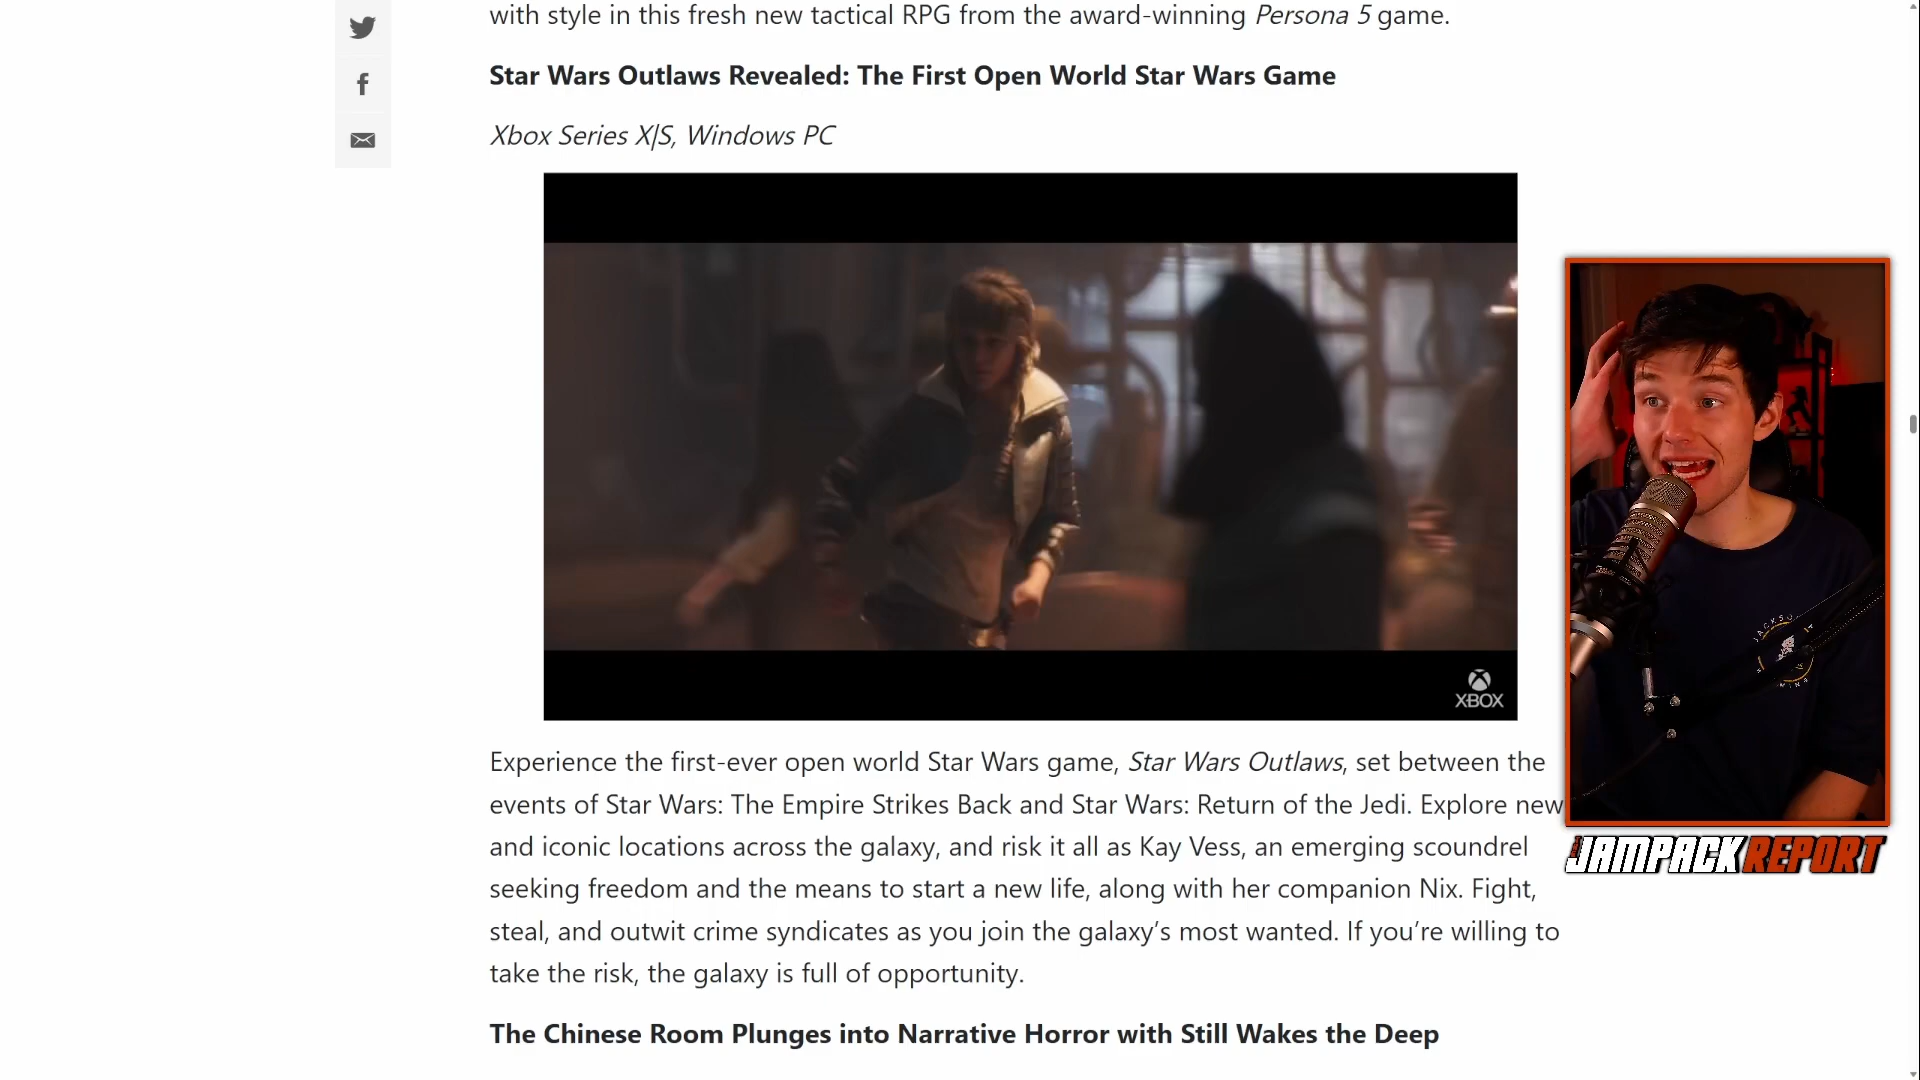 with style in this fresh new tactical RPG from the award-winning Persona 5 game.
Star Wars Outlaws Revealed: The First Open World Star Wars Game
Xbox Series X|S, Windows PC
XBOX
Experience the first-ever open world Star Wars game, Star Wars Outlaws, set between the
events of Star Wars: The Empire Strikes Back and Star Wars: Return of the Jedi. Explore new
and iconic locations across the galaxy, and risk it all as Kay Vess, an emerging scoundrel
seeking freedom and the means to start a new life, along with her companion Nix. Fight,
steal, and outwit crime syndicates as you join the galaxy’s most wanted. If you’re willing to
take the risk, the galaxy is full of opportunity.
The Chinese Room Plunges into Narrative Horror with Still Wakes the Deep
JAMPACK REPORT